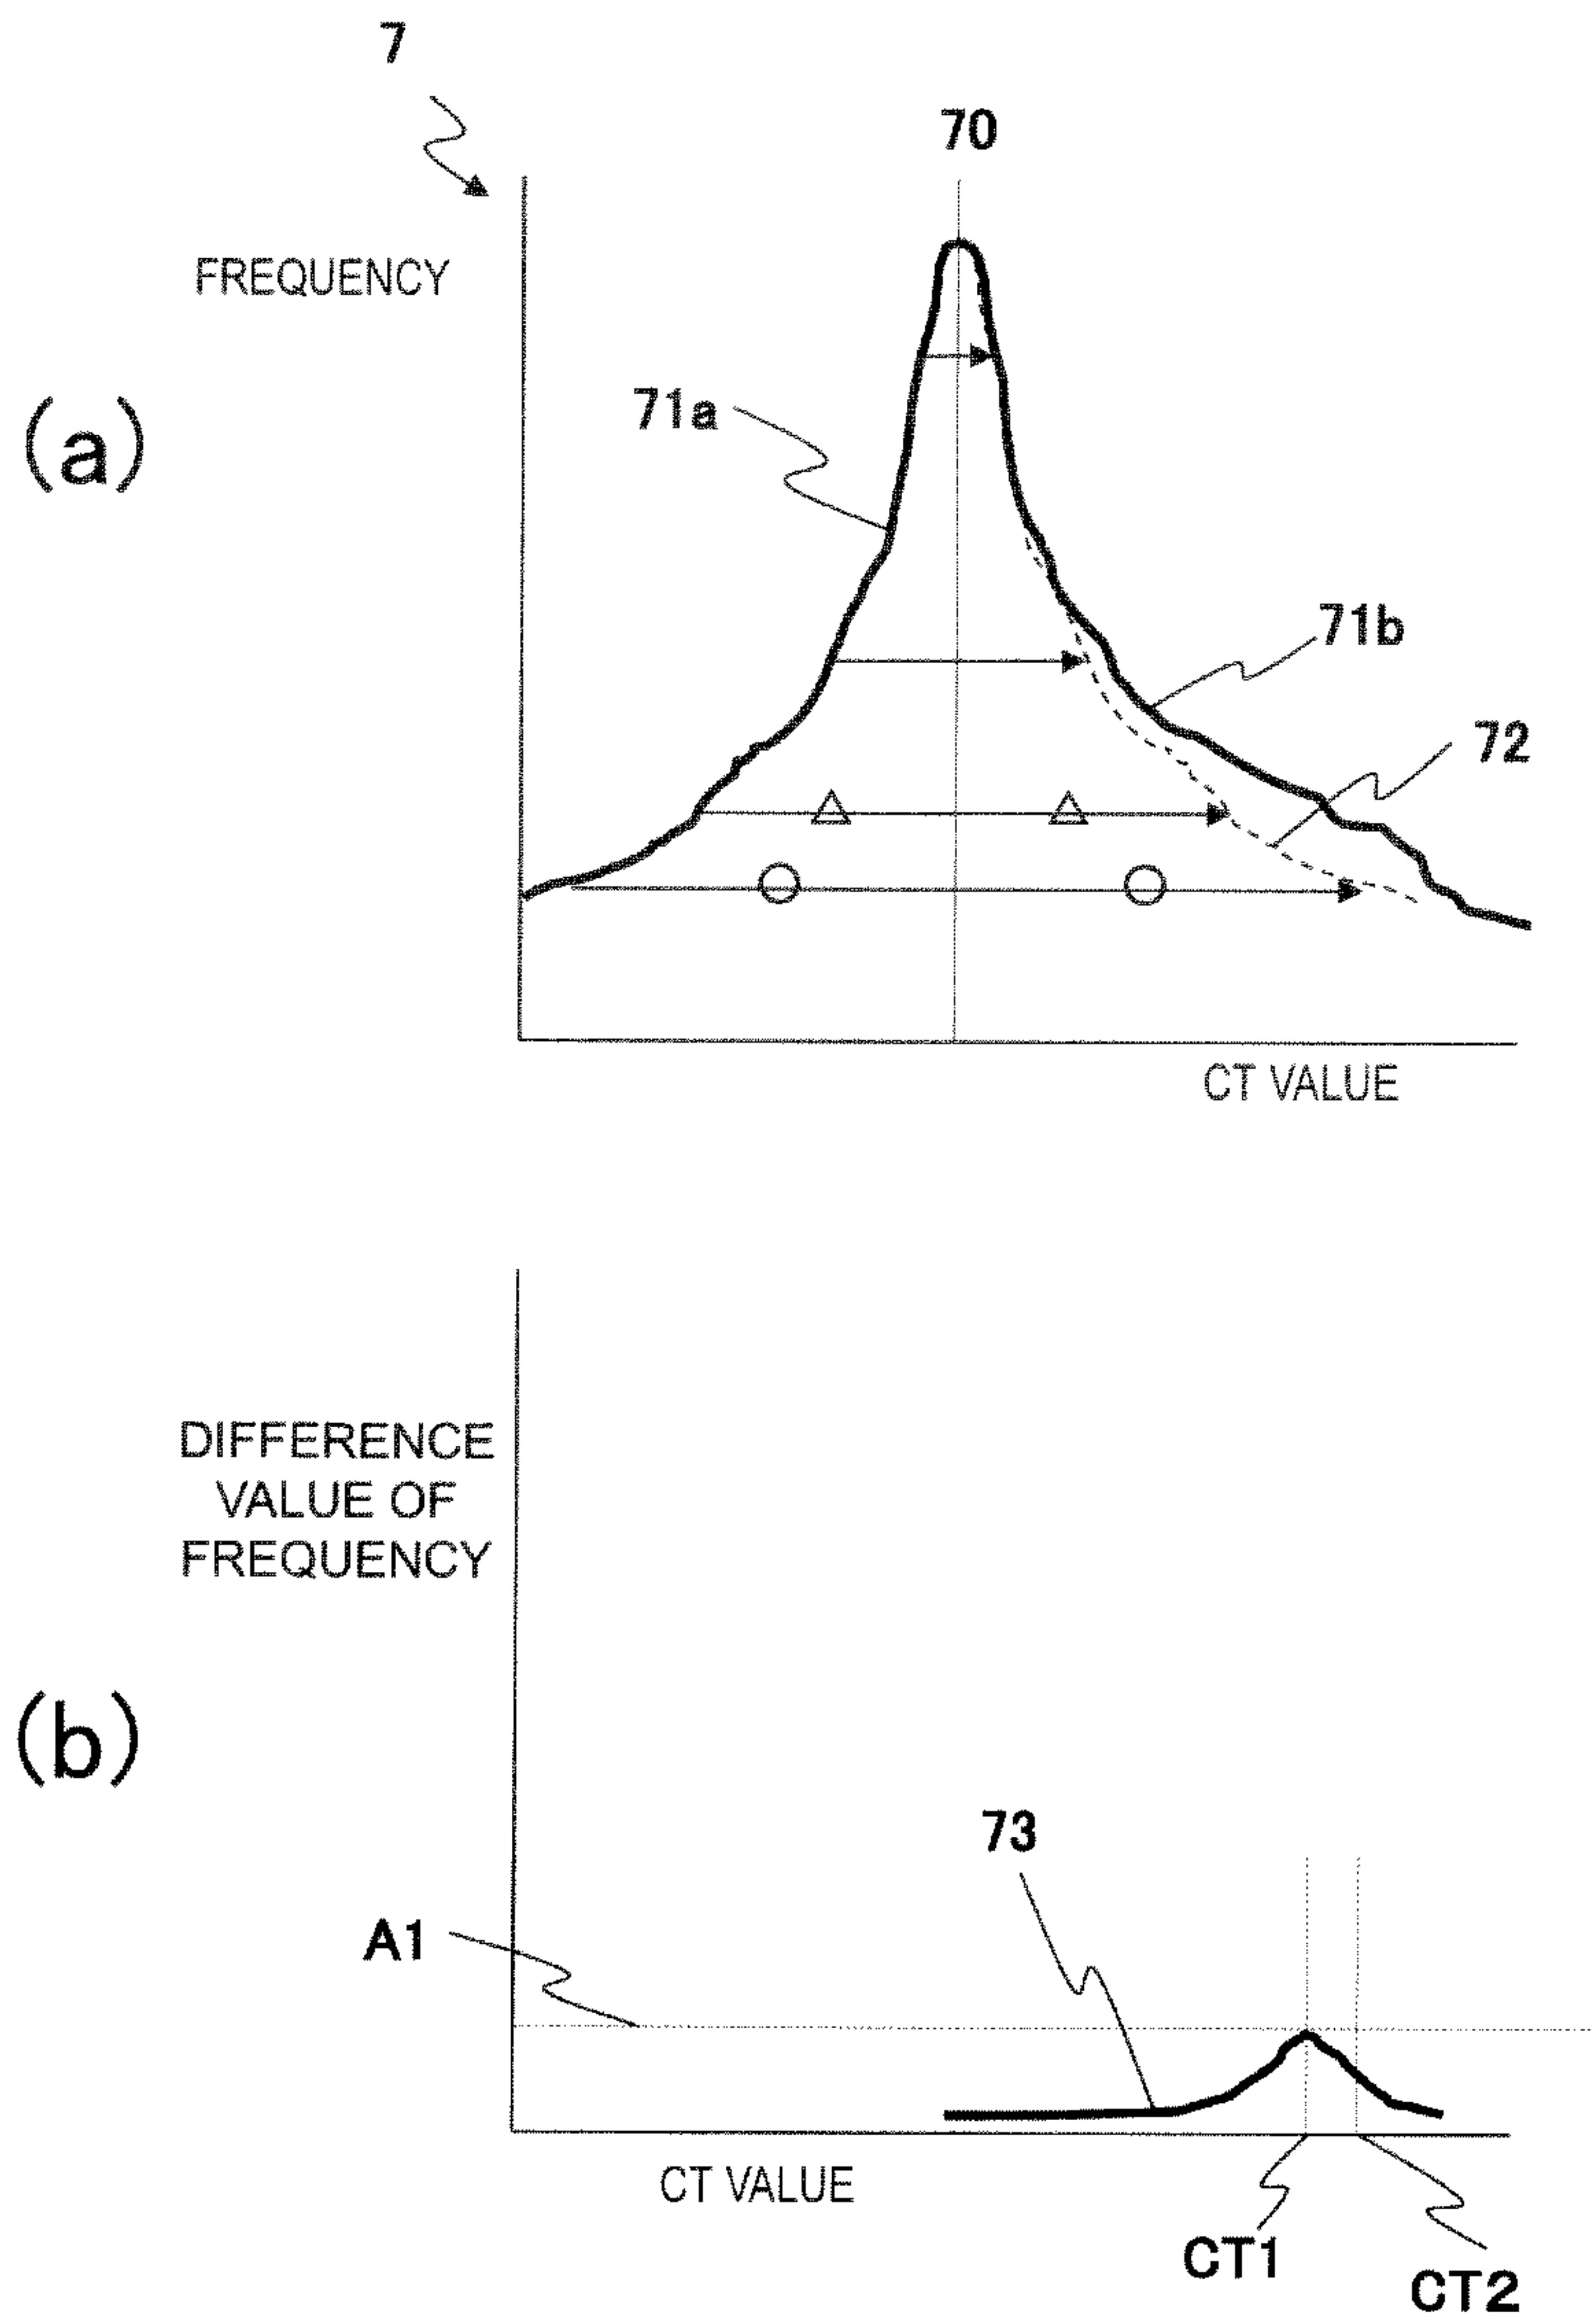 7
70
FREQUENCY
(a)
71a
71b
72
CT VALUE
DIFFERENCE
VALUE OF
FREQUENCY
(b)
73
A1
CT VALUE
CT1
CT2